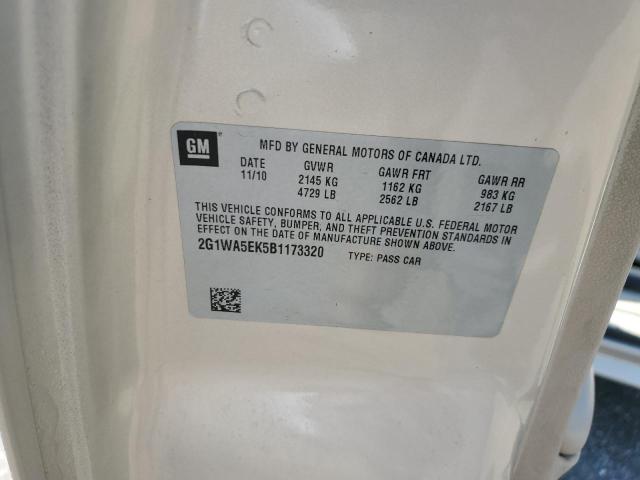 GM ®
MFD BY GENERAL MOTORS OF CANADA LTD.
DATE GVWR GAWR FRT GAWR RR
11/10 2145 KG 1162 KG 983 KG
4729 LB 2562 LB 2167 LB
THIS VEHICLE CONFORMS TO ALL APPLICABLE U.S. FEDERAL MOTOR
VEHICLE SAFETY, BUMPER, AND THEFT PREVENTION STANDARDS IN
EFFECT ON THE DATE OF MANUFACTURE SHOWN ABOVE.
2G1WA5EK5B1173320 TYPE: PASS CAR